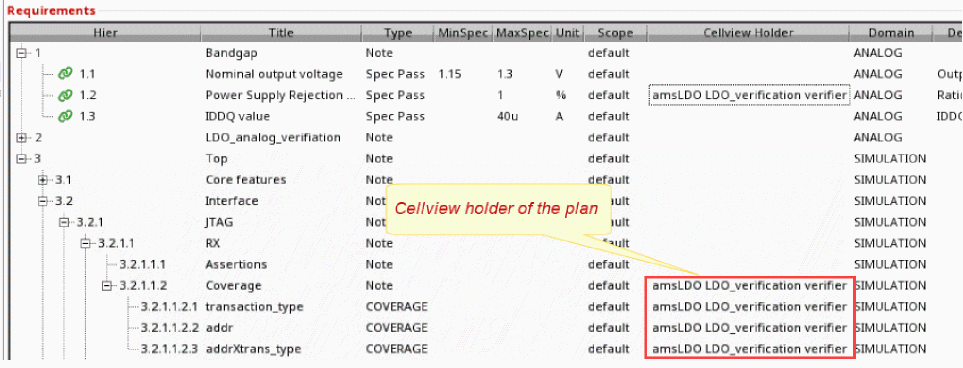 Requirements
Hier Title Type MinSpec MaxSpec Unit Scope Cellview Holder Domain De
1 Bandgap Note default ANALOG
1.1 Nominal output voltage Spec Pass 1.15 1.3 V default ANALOG Outp
1.2 Power Supply Rejection ... Spec Pass 1 % default amsLDO LDO_verification verifier ANALOG Ratio
1.3 IDDQ value Spec Pass 40u A default ANALOG IDDQ
2 LDO_analog_verifiation Note default ANALOG
3 Top Note default SIMULATION
3.1 Core features Note default SIMULATION
3.2 Interface Not default SIMULATION
Cellview holder of the plan
3.2.1 JTAG Not default SIMULATION
3.2.1.1 RX Note default SIMULATION
3.2.1.1.1 Assertions Note default SIMULATION
3.2.1.1.2 Coverage Note default amsLDO LDO_verification verifier SIMULATION
3.2.1.1.2.1 transaction_type COVERAGE default amsLDO LDO_verification verifier SIMULATION
3.2.1.1.2.2 addr COVERAGE default amsLDO LDO_verification verifier SIMULATION
3.2.1.1.2.3 addrXtrans_type COVERAGE default amsLDO LDO_verification verifier SIMULATION